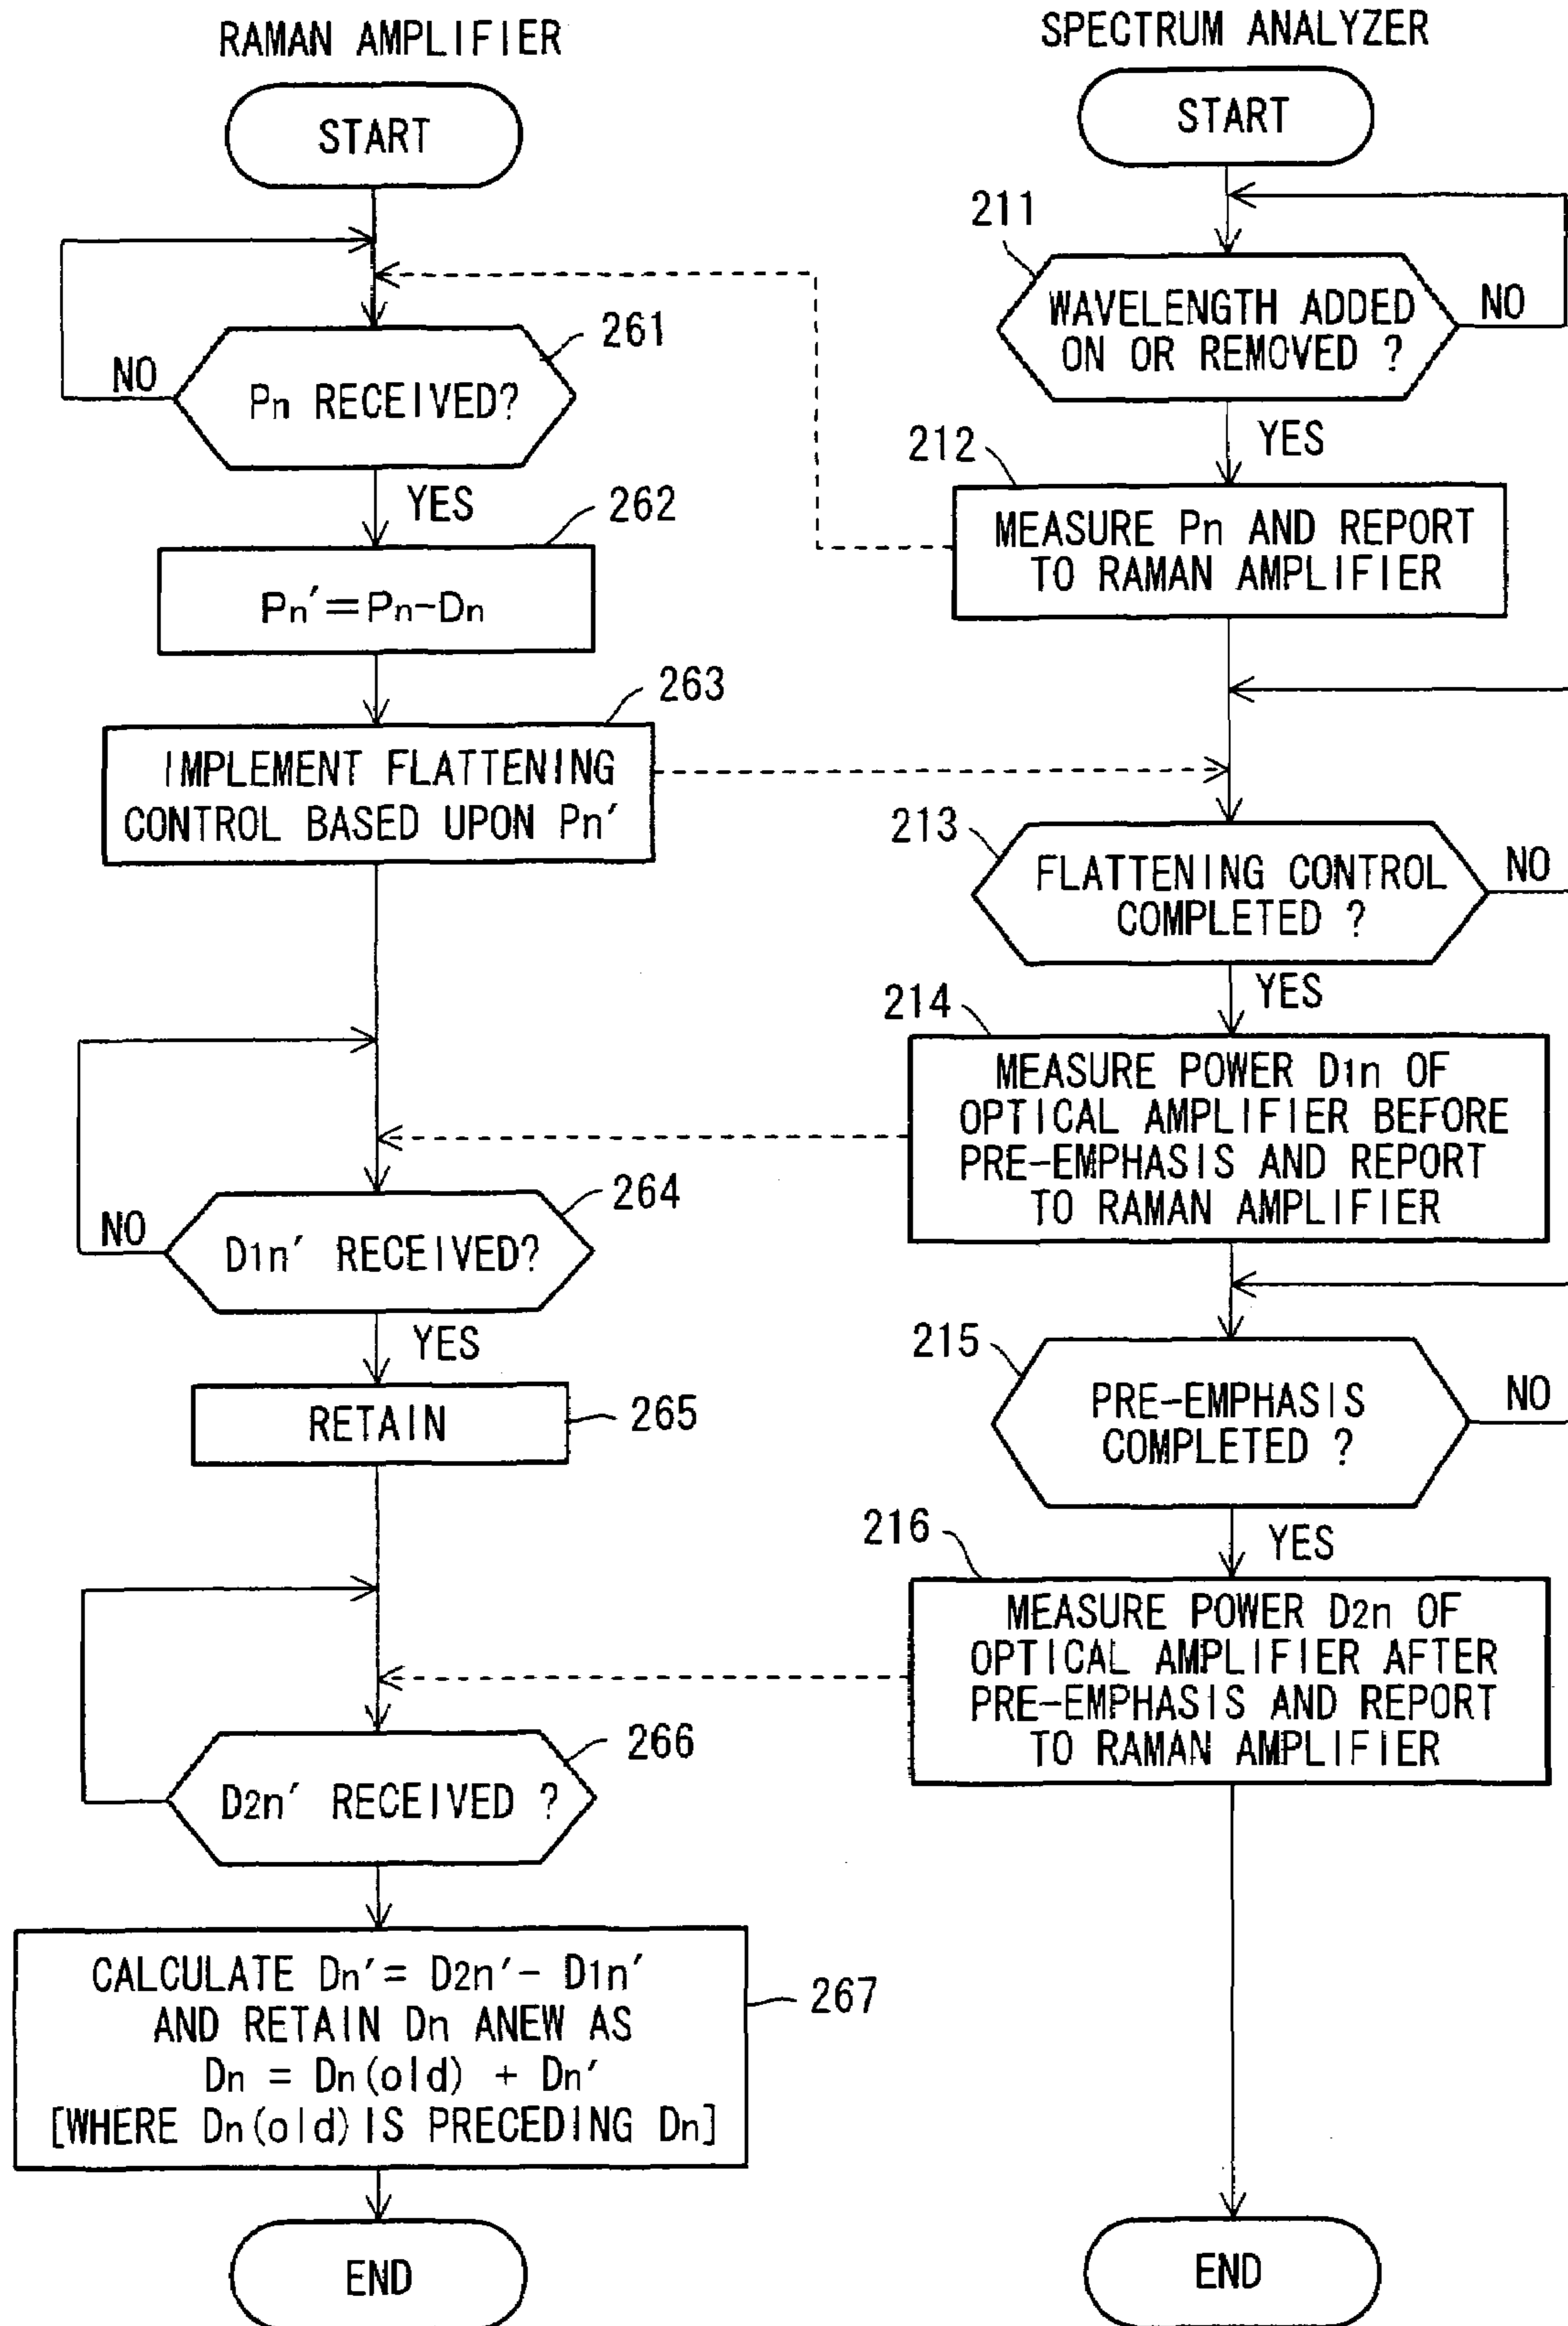 RAMAN AMPLIFIER
START
261
NO
Pn RECEIVED?
YES
262
Pn'=Pn-Dn
263
IMPLEMENT FLATTENING
CONTROL BASED UPON Pn'
264
NO
D1n' RECEIVED?
YES
RETAIN
265
266
D2n' RECEIVED ?
CALCULATE Dn'= D2n'- D1n'
AND RETAIN Dn ANEW AS
Dn = Dn(old) + Dn'
[WHERE Dn(old) IS PRECEDING Dn]
267
END
SPECTRUM ANALYZER
START
211
WAVELENGTH ADDED
ON OR REMOVED ?
NO
YES
212
MEASURE Pn AND REPORT
TO RAMAN AMPLIFIER
213
FLATTENING CONTROL
COMPLETED ?
NO
YES
214
MEASURE POWER D1n OF
OPTICAL AMPLIFIER BEFORE
PRE-EMPHASIS AND REPORT
TO RAMAN AMPLIFIER
215
PRE-EMPHASIS
COMPLETED ?
NO
YES
216
MEASURE POWER D2n OF
OPTICAL AMPLIFIER AFTER
PRE-EMPHASIS AND REPORT
TO RAMAN AMPLIFIER
END